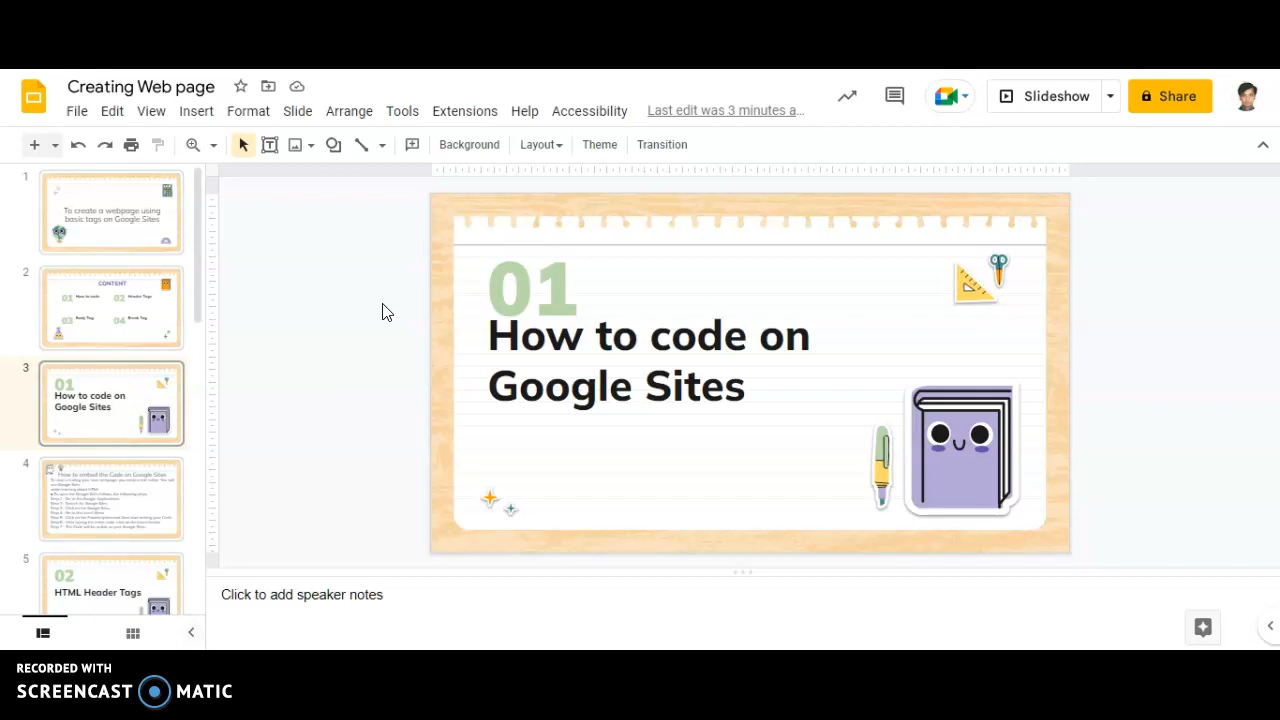 Creating Web page
File Edit View Insert Format Slide Arrange Tools Extensions Help Accessibility Last edit was 3 minutes a...
Slideshow
Share
Background Layout Theme Transition
1
To create a webpage using
basic tags on Google Sites
2
CONTENT
01 How to code 02 Header Tags
03 Body Tag 04 Break Tag
3
01
How to code on
Google Sites
4
How to embed the Code on Google Sites
5
02
HTML Header Tags
01
How to code on
Google Sites
Click to add speaker notes
RECORDED WITH
SCREENCAST MATIC